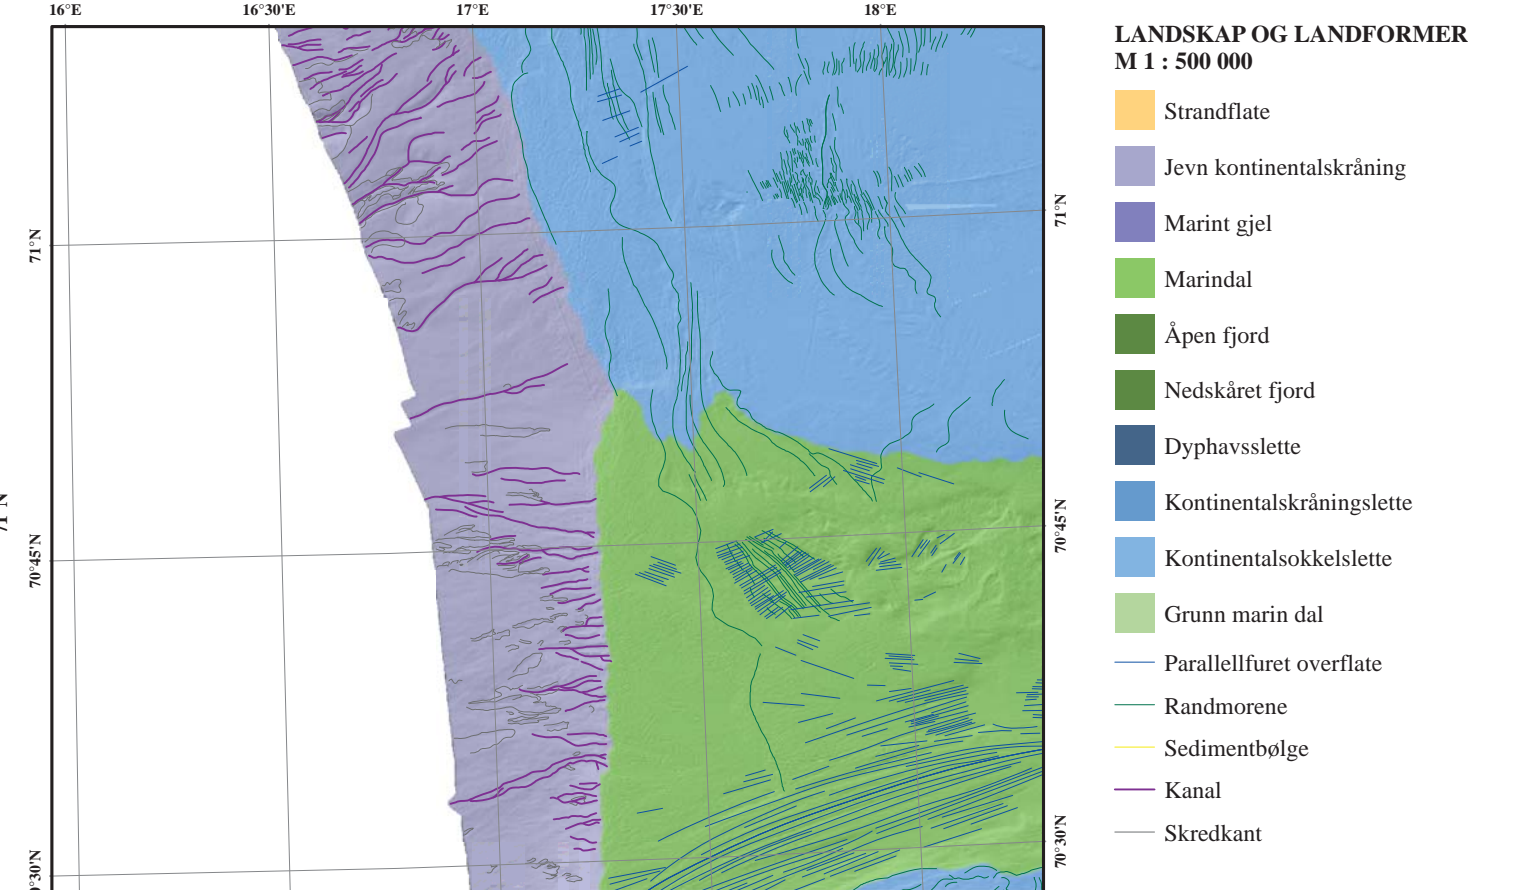 16°E 16°30'E 17°E 17°30'E 18°E
LANDSKAP OG LANDFORMER
M 1 : 500 000
Strandflate
Jevn kontinentalskråning
Marint gjel
Marindal
Åpen fjord
Nedskåret fjord
Dyphavsslette
Kontinentalskråningslette
Kontinentalsokkelslette
Grunn marin dal
Parallellfuret overflate
Randmorene
Sedimentbølge
Kanal
Skredkant
71°N
71°N
70°45'N
70°45'N
70°30'N